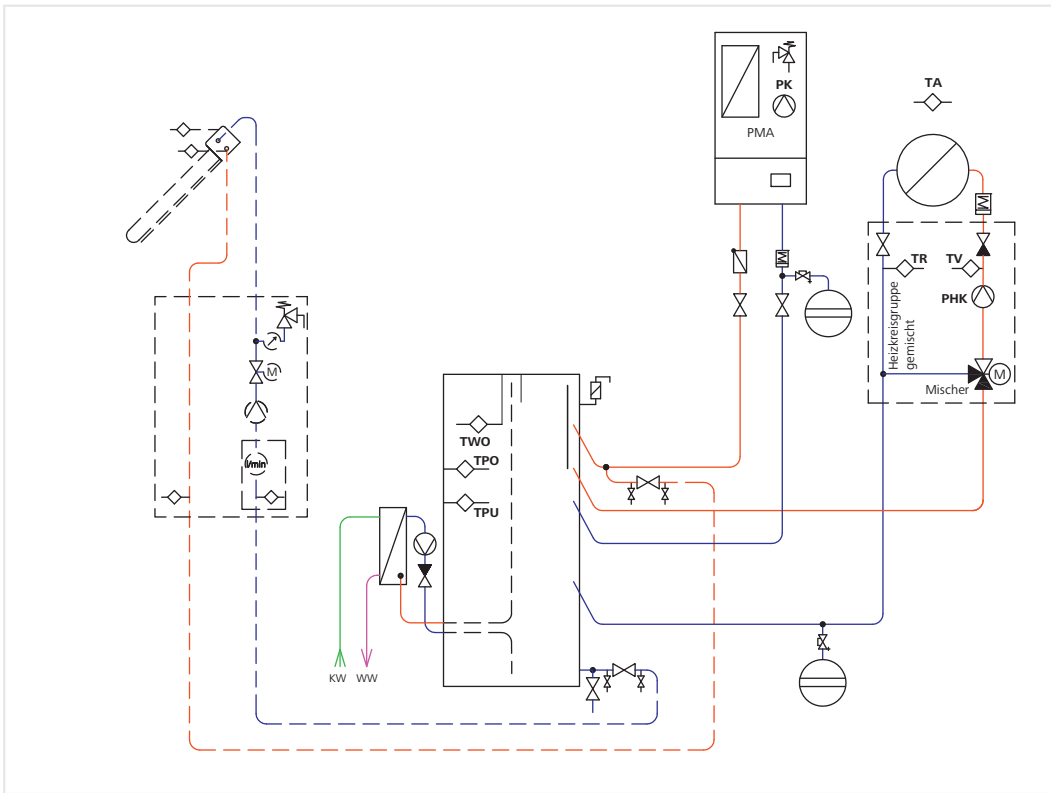 PK
PMA
TA
TR
TV
PHK
Heizkreisgruppe
gemischt
M
Mischer
M
l/min
TWO
TPO
TPU
KW
WW